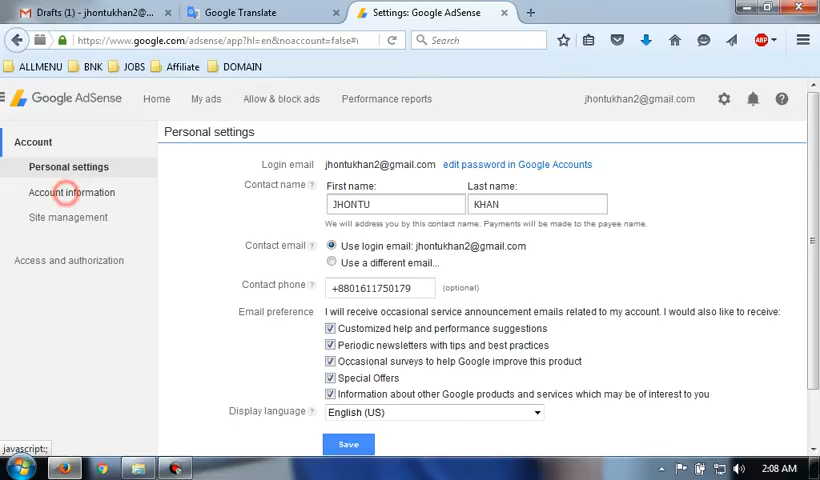 Drafts (1) - jhontukhan2@...
Google Translate
Settings: Google AdSense
https://www.google.com/adsense/app?hl=en&noaccount=false#
Search
ABP
ALLMENU
BNK
JOBS
Affiliate
DOMAIN
Google AdSense
Home
My ads
Allow & block ads
Performance reports
jhontukhan2@gmail.com
Account
Personal settings
Account information
Site management
Access and authorization
Personal settings
Login email jhontukhan2@gmail.com edit password in Google Accounts
Contact name ? First name: Last name:
JHONTU KHAN
We will address you by this contact name. Payments will be made to the payee name.
Contact email ? Use login email: jhontukhan2@gmail.com
Use a different email...
Contact phone ? +8801611750179 (optional)
Email preference I will receive occasional service announcement emails related to my account. I would also like to receive:
Customized help and performance suggestions
Periodic newsletters with tips and best practices
Occasional surveys to help Google improve this product
Special Offers
Information about other Google products and services which may be of interest to you
Display language ? English (US)
Save
javascript:;
2:08 AM